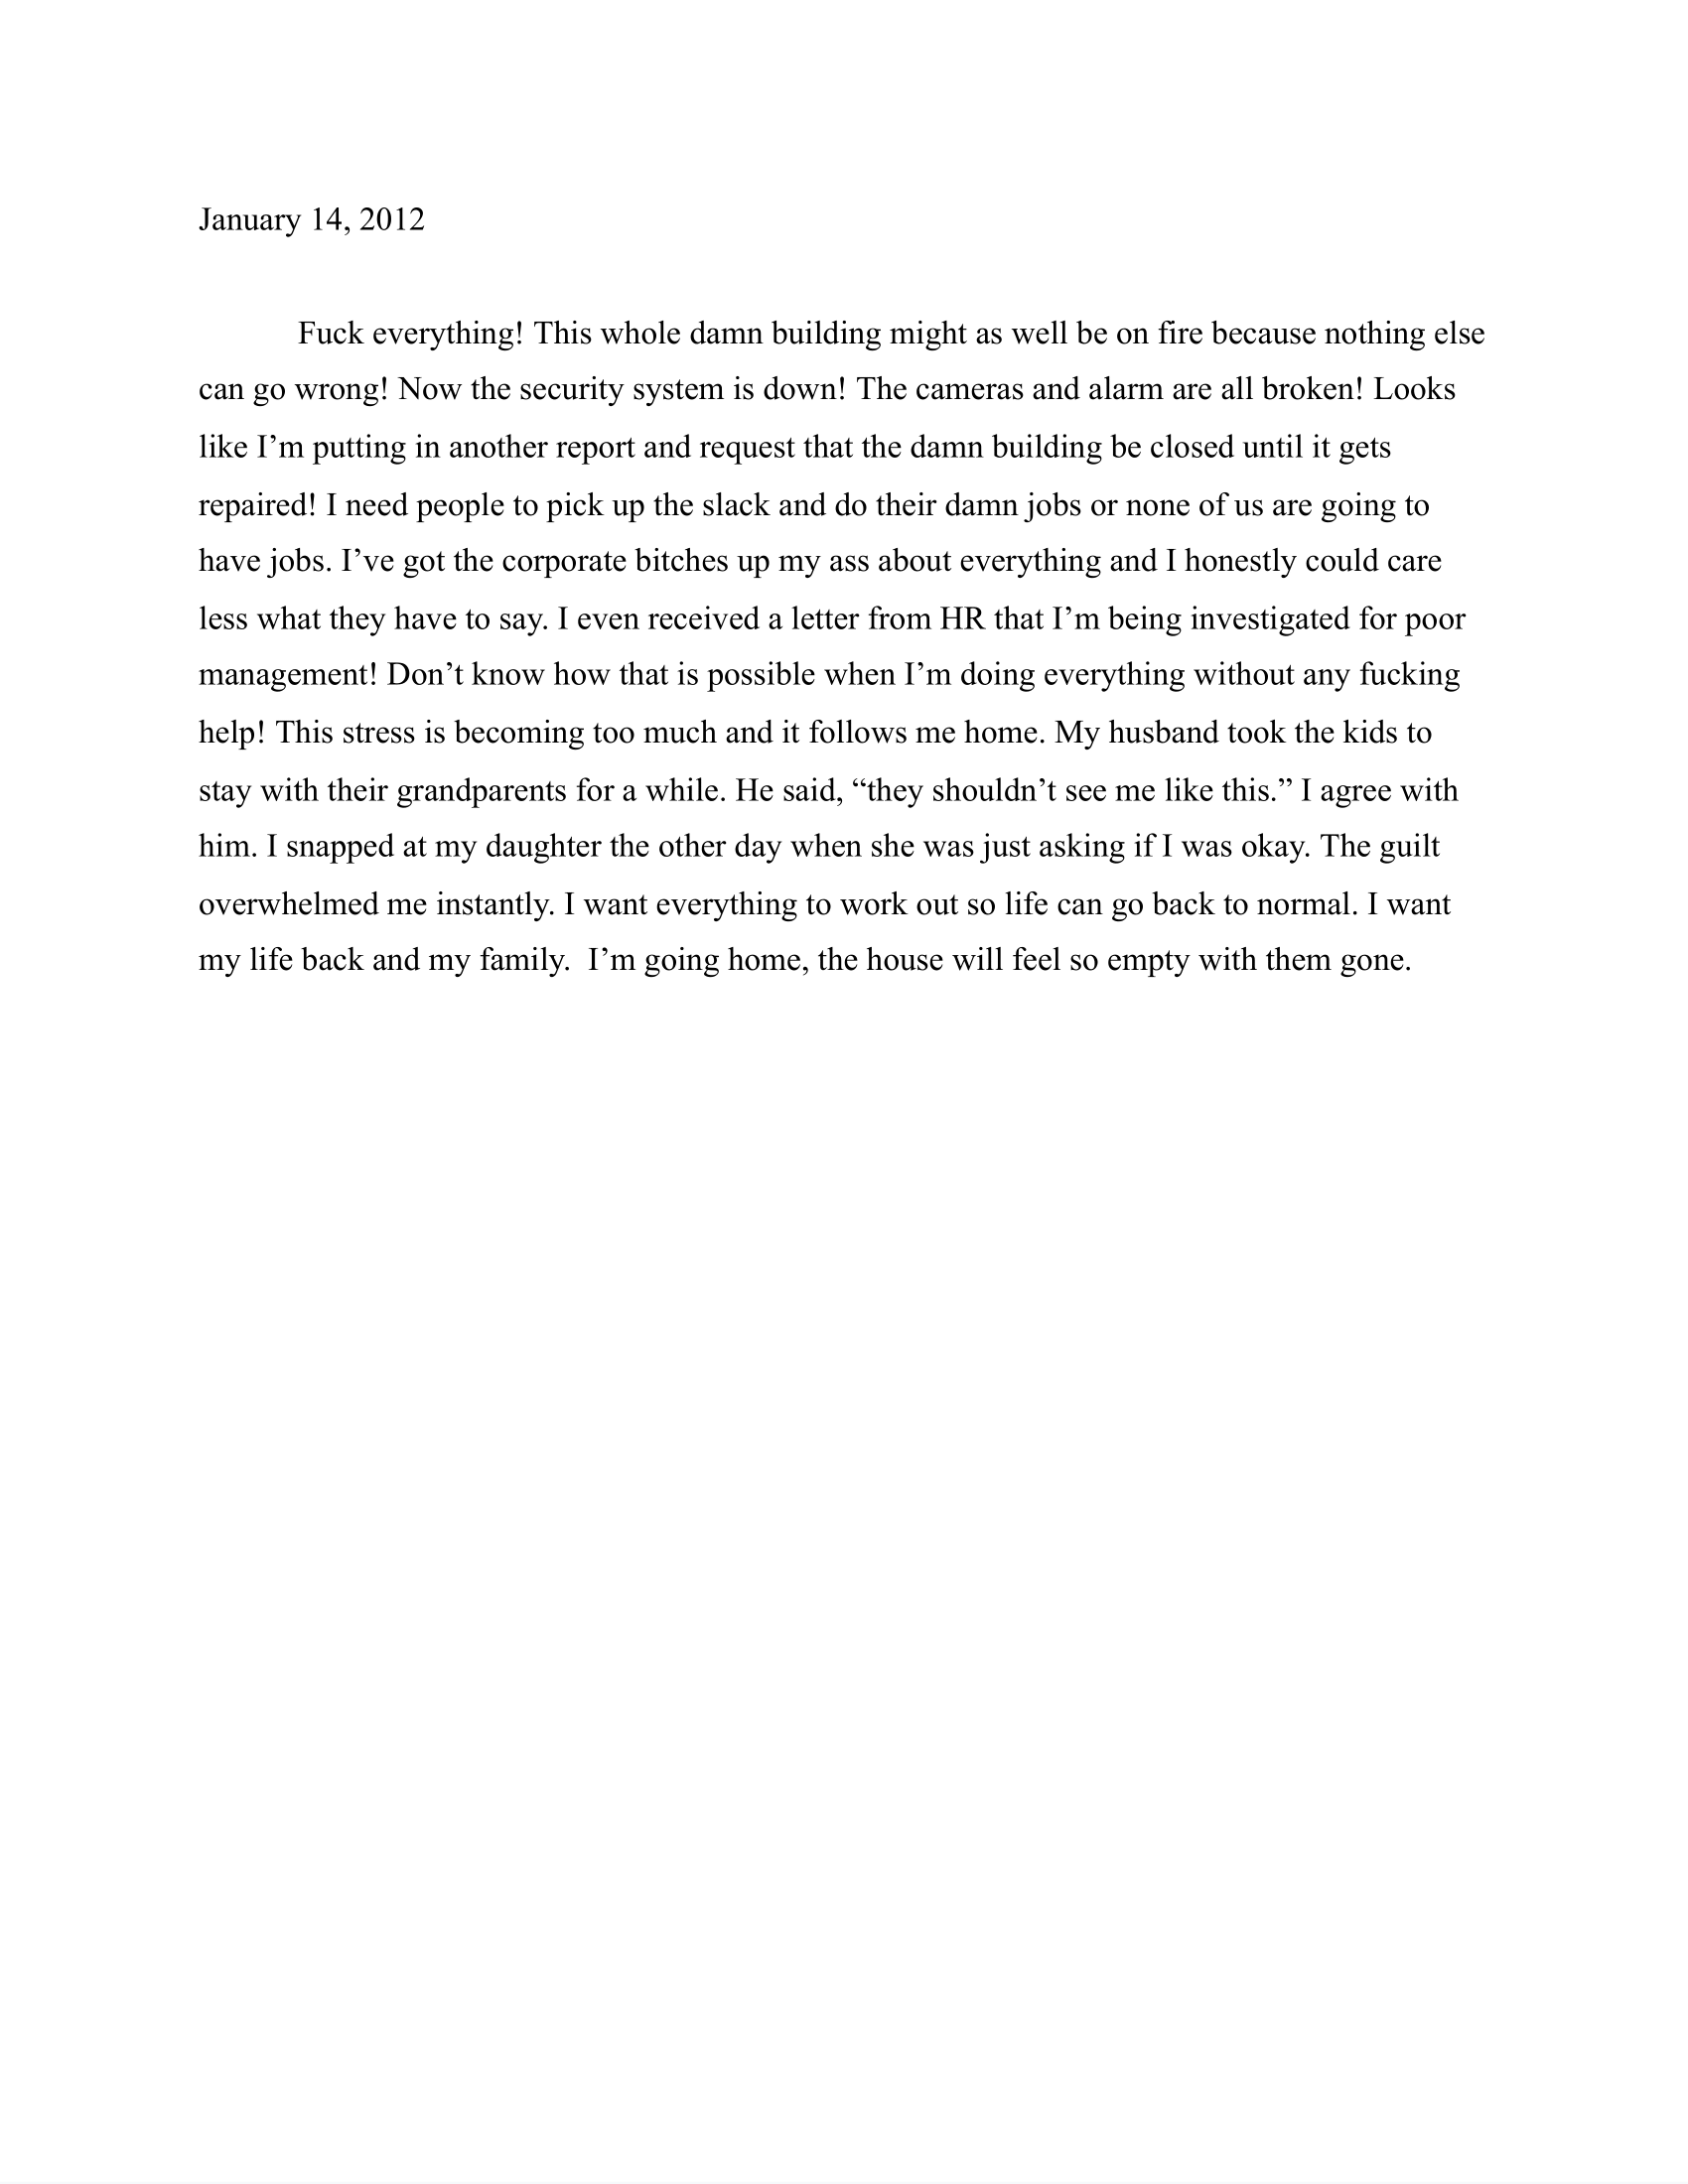 January 14, 2012
Fuck everything! This whole damn building might as well be on fire because nothing else
can go wrong! Now the security system is down! The cameras and alarm are all broken! Looks
like I’m putting in another report and request that the damn building be closed until it gets
repaired! I need people to pick up the slack and do their damn jobs or none of us are going to
have jobs. I’ve got the corporate bitches up my ass about everything and I honestly could care
less what they have to say. I even received a letter from HR that I’m being investigated for poor
management! Don’t know how that is possible when I’m doing everything without any fucking
help! This stress is becoming too much and it follows me home. My husband took the kids to
stay with their grandparents for a while. He said, “they shouldn’t see me like this.” I agree with
him. I snapped at my daughter the other day when she was just asking if I was okay. The guilt
overwhelmed me instantly. I want everything to work out so life can go back to normal. I want
my life back and my family.  I’m going home, the house will feel so empty with them gone.